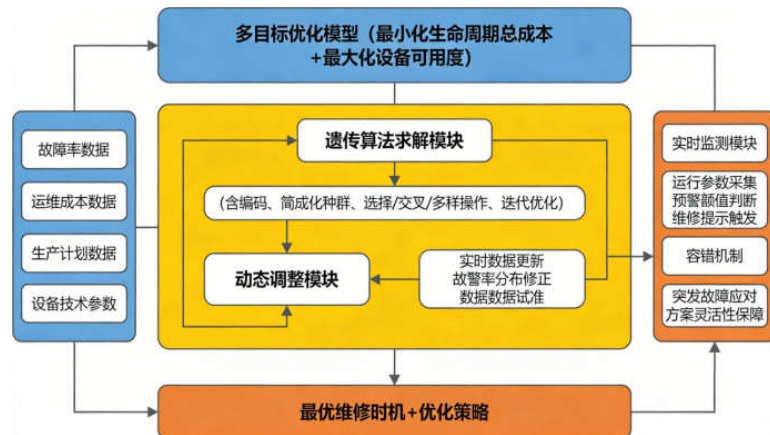 多目标优化模型（最小化生命周期总成本
+最大化设备可用度）
故障率数据
运维成本数据
生产计划数据
设备技术参数
遗传算法求解模块
（含编码、简成化种群、选择/交叉/多样操作、迭代优化）
动态调整模块
实时数据更新
故警率分布修正
数据数据试准
实时监测模块
运行参数采集
预警额值判断
维修提示触发
容错机制
突发故障应对
方案灵活性保障
最优维修时机+优化策略